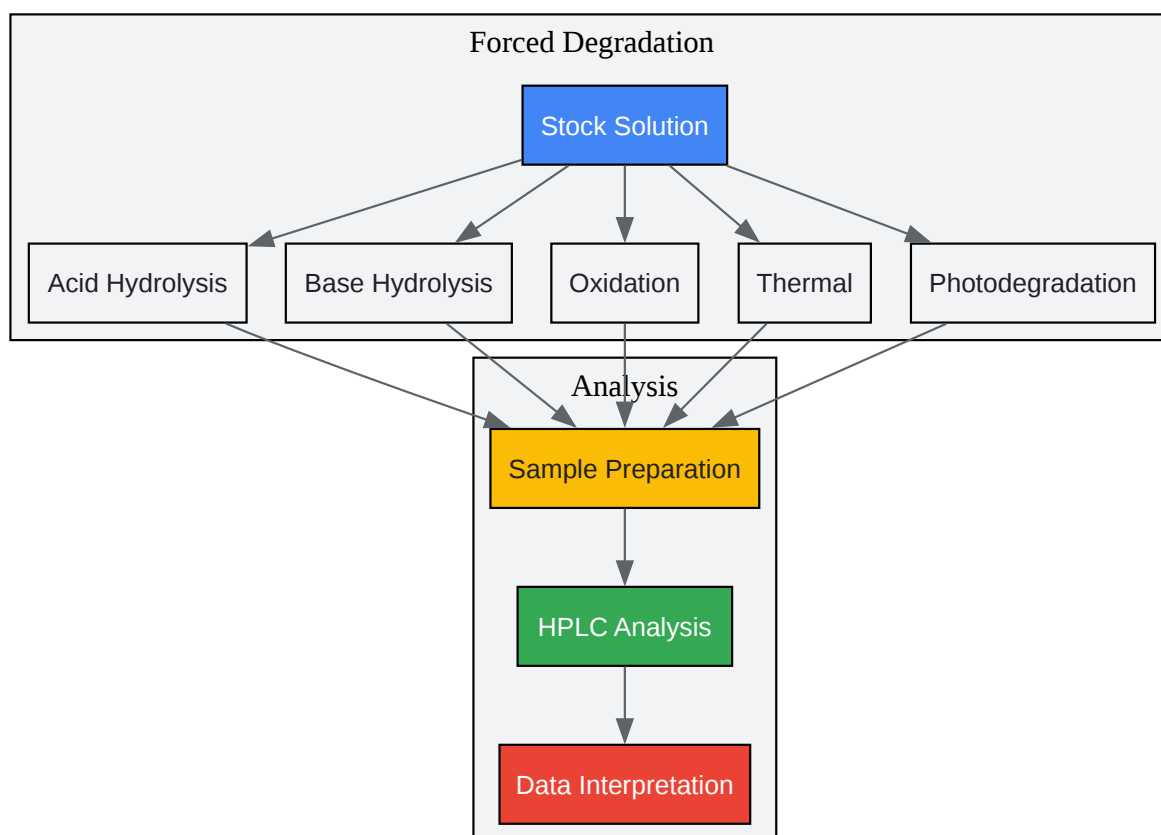 Forced Degradation
Stock Solution
Acid Hydrolysis
Base Hydrolysis
Oxidation
Thermal
Photodegradation
Analysis
Sample Preparation
HPLC Analysis
Data Interpretation